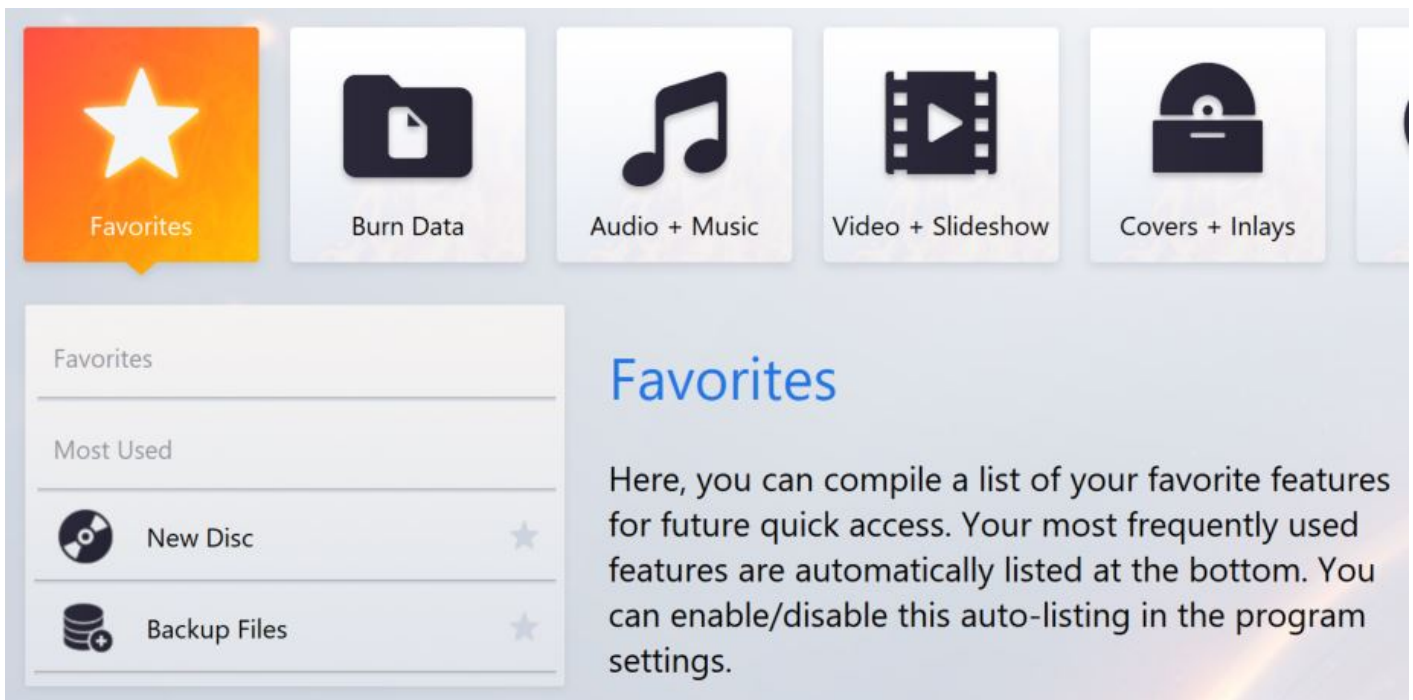 Favorites
Burn Data
Audio + Music
Video + Slideshow
Covers + Inlays
Favorites
Most Used
New Disc
Backup Files
Favorites
Here, you can compile a list of your favorite features
for future quick access. Your most frequently used
features are automatically listed at the bottom. You
can enable/disable this auto-listing in the program
settings.